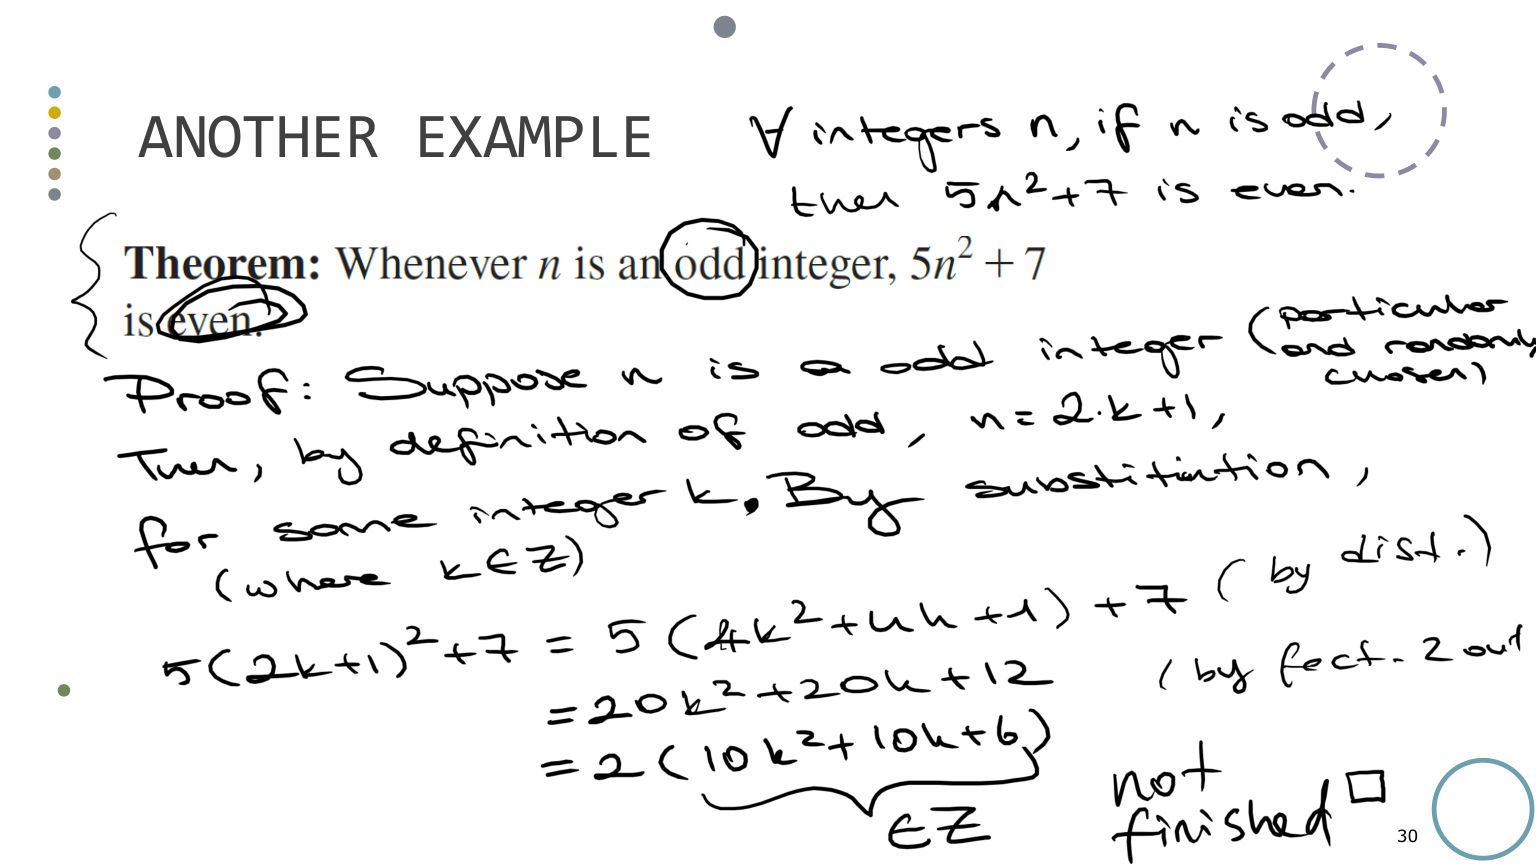 ANOTHER EXAMPLE
∀ integers n, if n is odd,
then 5n²+7 is even.
Theorem: Whenever n is an odd integer, 5n² + 7
is even.
Proof: Suppose n is a odd integer (particular
and randomly
chosen)
Then, by definition of odd, n = 2·k+1,
for some integer k. By substitution,
(where k ∈ Z)
5(2k+1)²+7 = 5(4k²+4k+1)+7 (by dist.)
= 20k²+20k+12 (by fact. 2 out
= 2(10k²+10k+6)
∈ Z
not
finished □
30